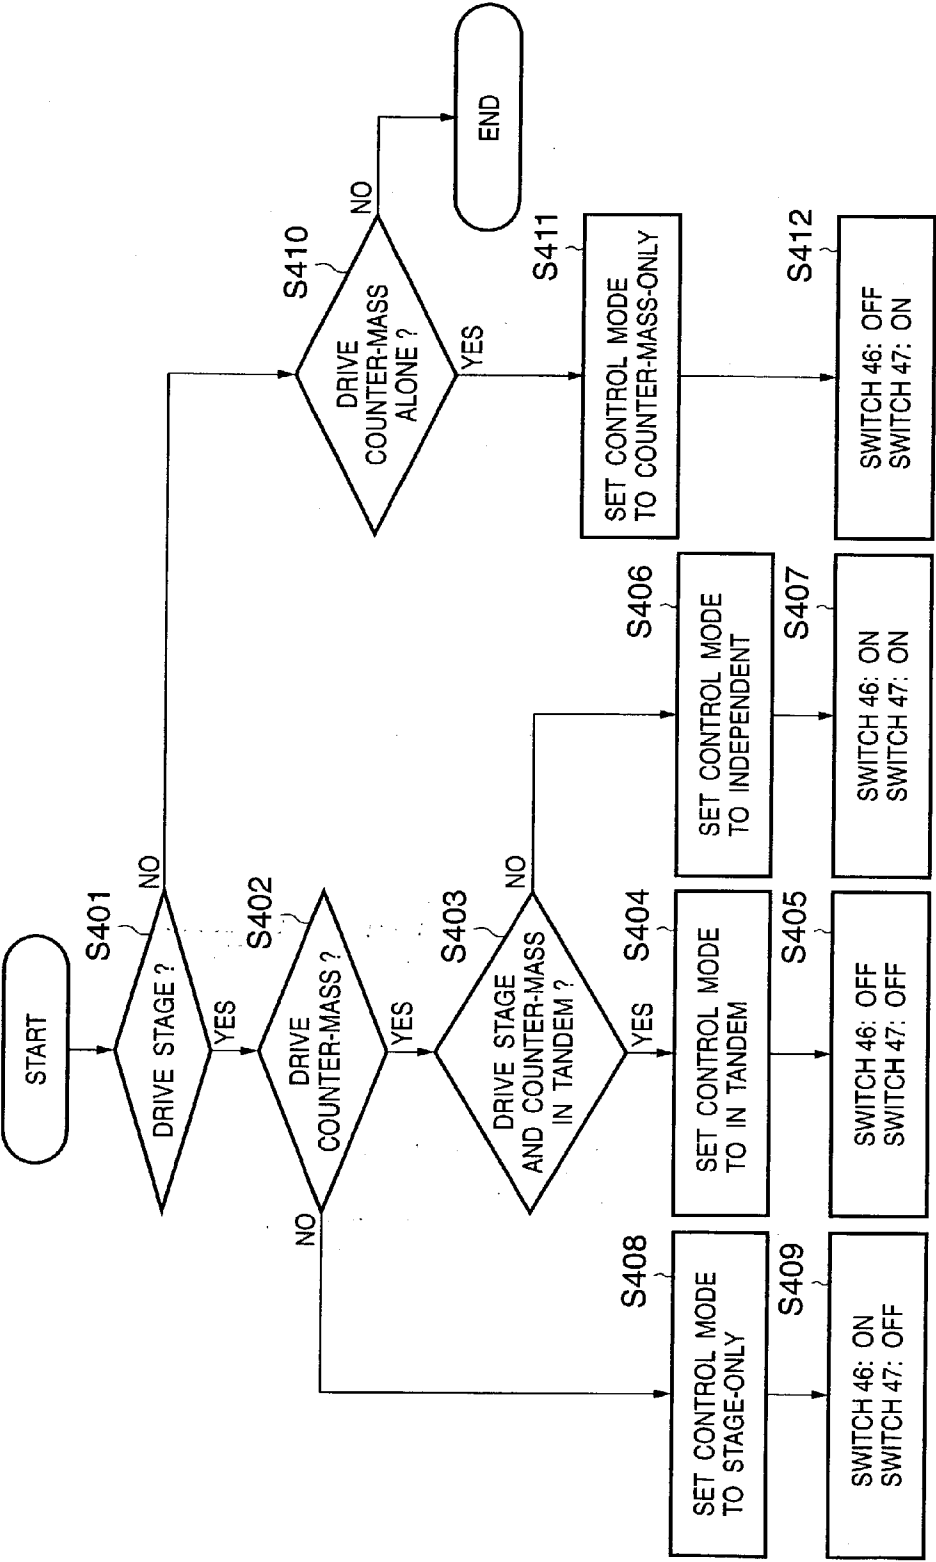 START
S401
DRIVE STAGE ?
NO
YES
S402
DRIVE
COUNTER-MASS ?
NO
YES
S403
DRIVE STAGE
AND COUNTER-MASS
IN TANDEM ?
NO
YES
S404
SET CONTROL MODE
TO IN TANDEM
S405
SWITCH 46: OFF
SWITCH 47: OFF
S406
SET CONTROL MODE
TO INDEPENDENT
S407
SWITCH 46: ON
SWITCH 47: ON
S408
SET CONTROL MODE
TO STAGE-ONLY
S409
SWITCH 46: ON
SWITCH 47: OFF
S410
DRIVE
COUNTER-MASS
ALONE ?
NO
END
YES
S411
SET CONTROL MODE
TO COUNTER-MASS-ONLY
S412
SWITCH 46: OFF
SWITCH 47: ON